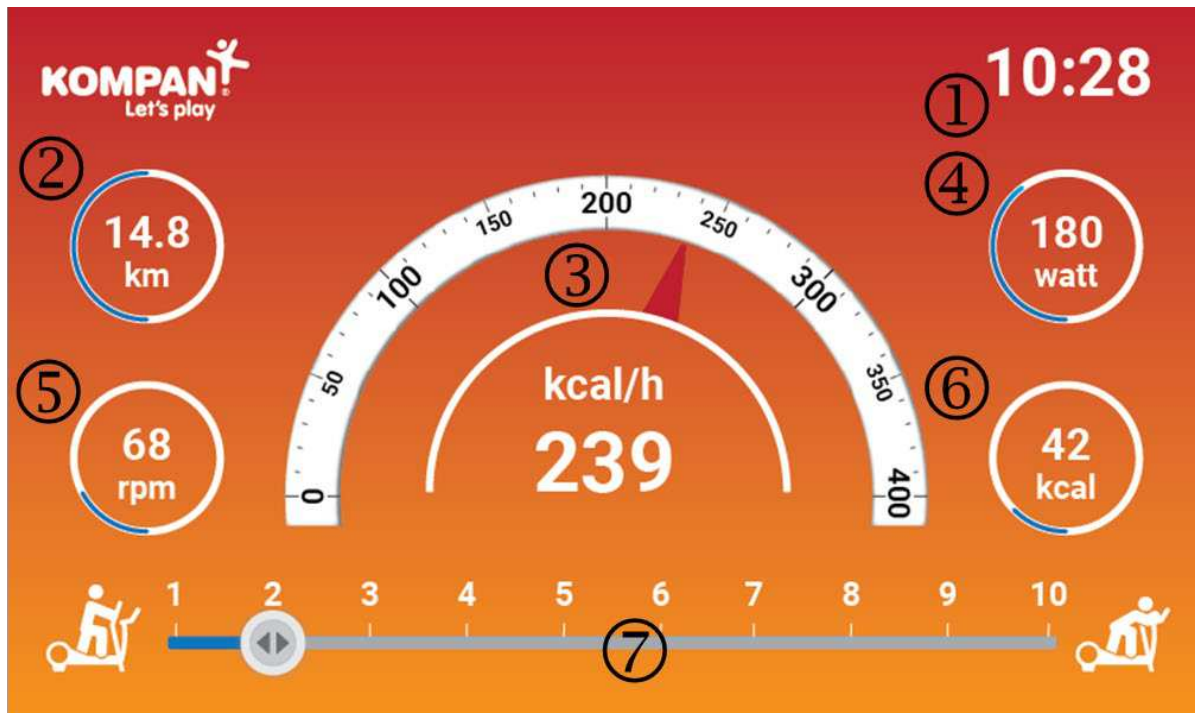 KOMPAN
Let's play
10:28
①
②
14.8
km
④
180
watt
0
50
100
150
200
250
300
350
400
③
kcal/h
239
⑤
68
rpm
⑥
42
kcal
1 2 3 4 5 6 7 8 9 10
⑦